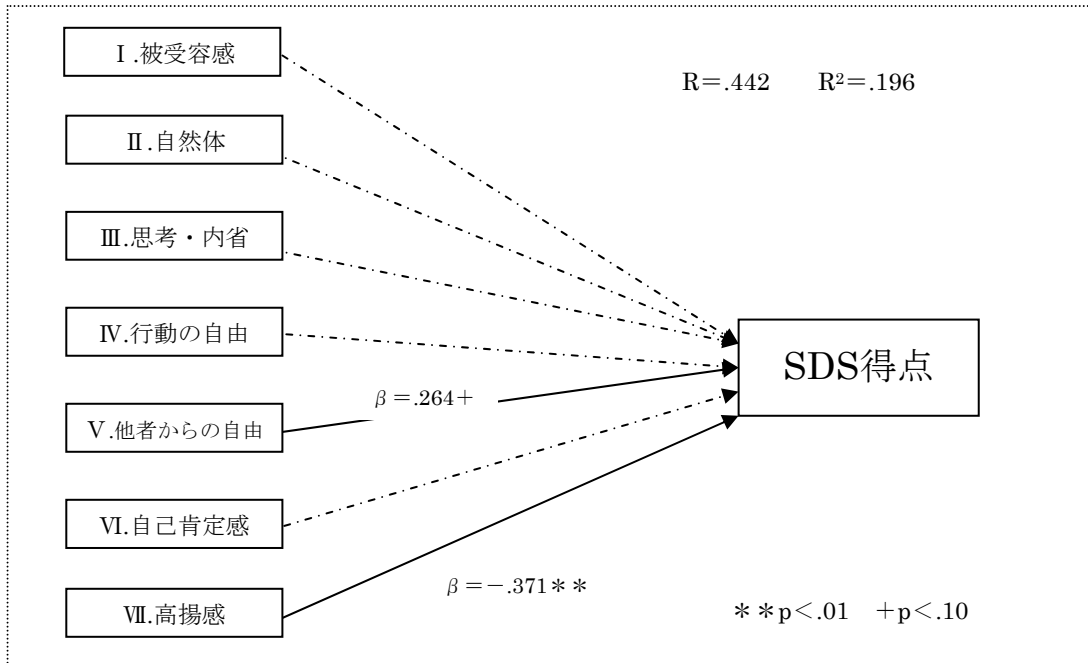 Ⅰ.被受容感
R＝.442　R²＝.196
Ⅱ.自然体
Ⅲ.思考・内省
Ⅳ.行動の自由
SDS得点
β＝.264＋
Ⅴ.他者からの自由
Ⅵ.自己肯定感
β＝－.371＊＊
Ⅶ.高揚感
＊＊p＜.01　＋p＜.10